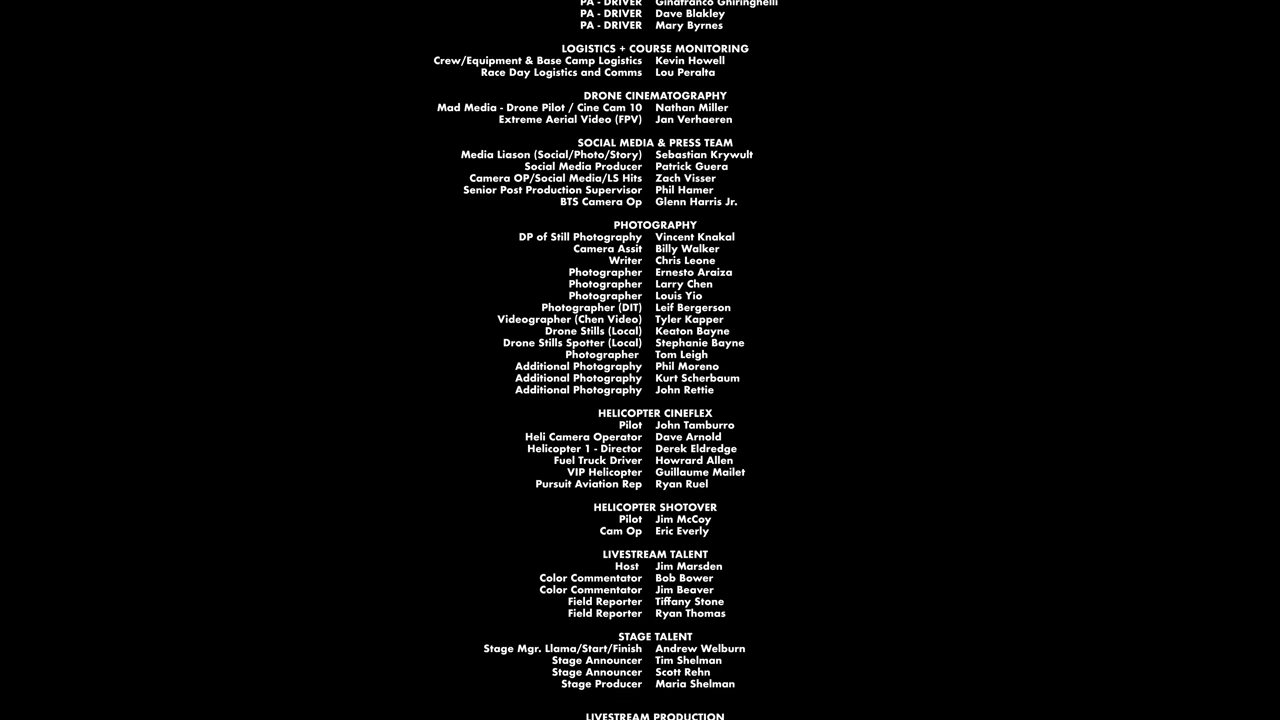 PA - DRIVER Ginafranco Ghiringhelli
PA - DRIVER Dave Blakley
PA - DRIVER Mary Byrnes
LOGISTICS + COURSE MONITORING
Crew/Equipment & Base Camp Logistics Kevin Howell
Race Day Logistics and Comms Lou Peralta
DRONE CINEMATOGRAPHY
Mad Media - Drone Pilot / Cine Cam 10 Nathan Miller
Extreme Aerial Video (FPV) Jan Verhaeren
SOCIAL MEDIA & PRESS TEAM
Media Liason (Social/Photo/Story) Sebastian Krywult
Social Media Producer Patrick Guera
Camera OP/Social Media/LS Hits Zach Visser
Senior Post Production Supervisor Phil Hamer
BTS Camera Op Glenn Harris Jr.
PHOTOGRAPHY
DP of Still Photography Vincent Knakal
Camera Assit Billy Walker
Writer Chris Leone
Photographer Ernesto Araiza
Photographer Larry Chen
Photographer Louis Yio
Photographer (DIT) Leif Bergerson
Videographer (Chen Video) Tyler Kapper
Drone Stills (Local) Keaton Bayne
Drone Stills Spotter (Local) Stephanie Bayne
Photographer Tom Leigh
Additional Photography Phil Moreno
Additional Photography Kurt Scherbaum
Additional Photography John Rettie
HELICOPTER CINEFLEX
Pilot John Tamburro
Heli Camera Operator Dave Arnold
Helicopter 1 - Director Derek Eldredge
Fuel Truck Driver Howrard Allen
VIP Helicopter Guillaume Mailet
Pursuit Aviation Rep Ryan Ruel
HELICOPTER SHOTOVER
Pilot Jim McCoy
Cam Op Eric Everly
LIVESTREAM TALENT
Host Jim Marsden
Color Commentator Bob Bower
Color Commentator Jim Beaver
Field Reporter Tiffany Stone
Field Reporter Ryan Thomas
STAGE TALENT
Stage Mgr. Llama/Start/Finish Andrew Welburn
Stage Announcer Tim Shelman
Stage Announcer Scott Rehn
Stage Producer Maria Shelman
LIVESTREAM PRODUCTION